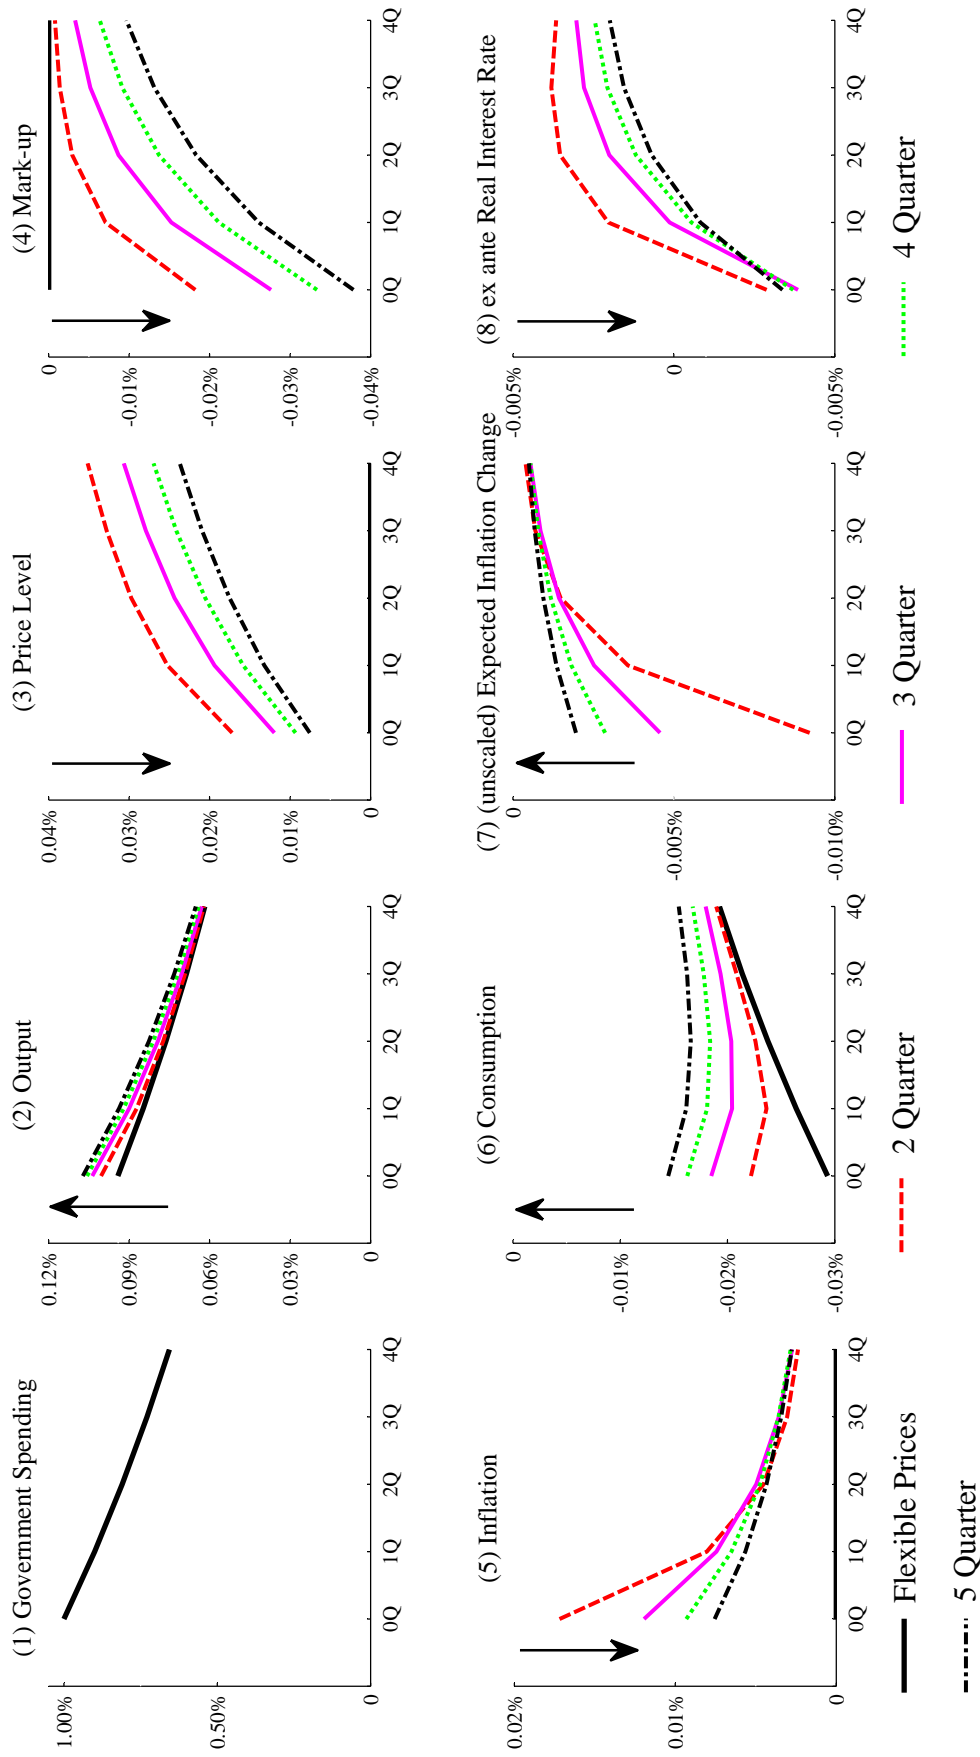 (1) Government Spending
1.00%
0.50%
0
0Q 1Q 2Q 3Q 4Q
(2) Output
0.12%
0.09%
0.06%
0.03%
0
0Q 1Q 2Q 3Q 4Q
(3) Price Level
0.04%
0.03%
0.02%
0.01%
0
0Q 1Q 2Q 3Q 4Q
(4) Mark-up
0
-0.01%
-0.02%
-0.03%
-0.04%
0Q 1Q 2Q 3Q 4Q
(5) Inflation
0.02%
0.01%
0
0Q 1Q 2Q 3Q 4Q
(6) Consumption
0
-0.01%
-0.02%
-0.03%
0Q 1Q 2Q 3Q 4Q
(7) (unscaled) Expected Inflation Change
0
-0.005%
-0.010%
0Q 1Q 2Q 3Q 4Q
(8) ex ante Real Interest Rate
-0.005%
0
-0.005%
0Q 1Q 2Q 3Q 4Q
Flexible Prices
2 Quarter
3 Quarter
4 Quarter
5 Quarter